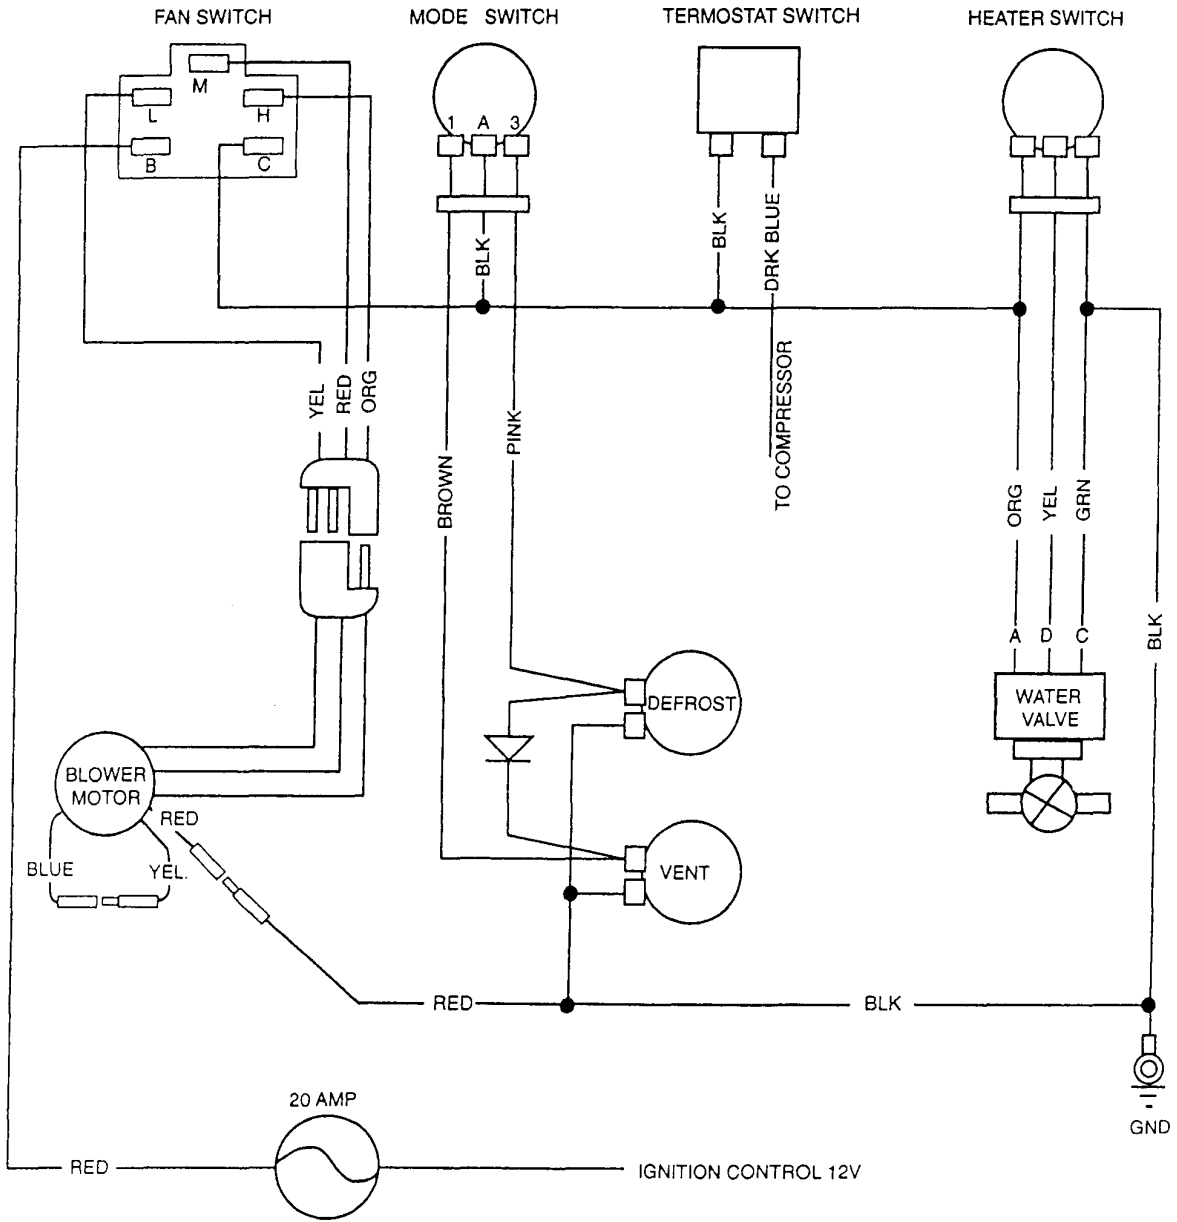 FAN SWITCH
MODE SWITCH
TERMOSTAT SWITCH
HEATER SWITCH
M
L
H
B
C
1
A
3
BLK
BLK
DRK BLUE
TO COMPRESSOR
YEL
RED
ORG
BROWN
PINK
ORG
YEL
GRN
BLK
A
D
C
WATER
VALVE
DEFROST
BLOWER
MOTOR
RED
BLUE
YEL.
VENT
RED
BLK
GND
20 AMP
RED
IGNITION CONTROL 12V